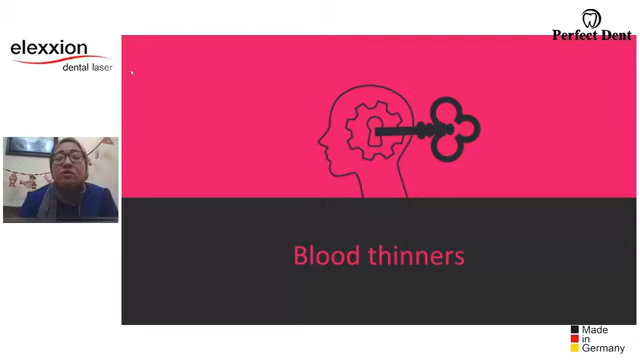 elexxion
dental laser
Perfect Dent
Blood thinners
Made
in
Germany